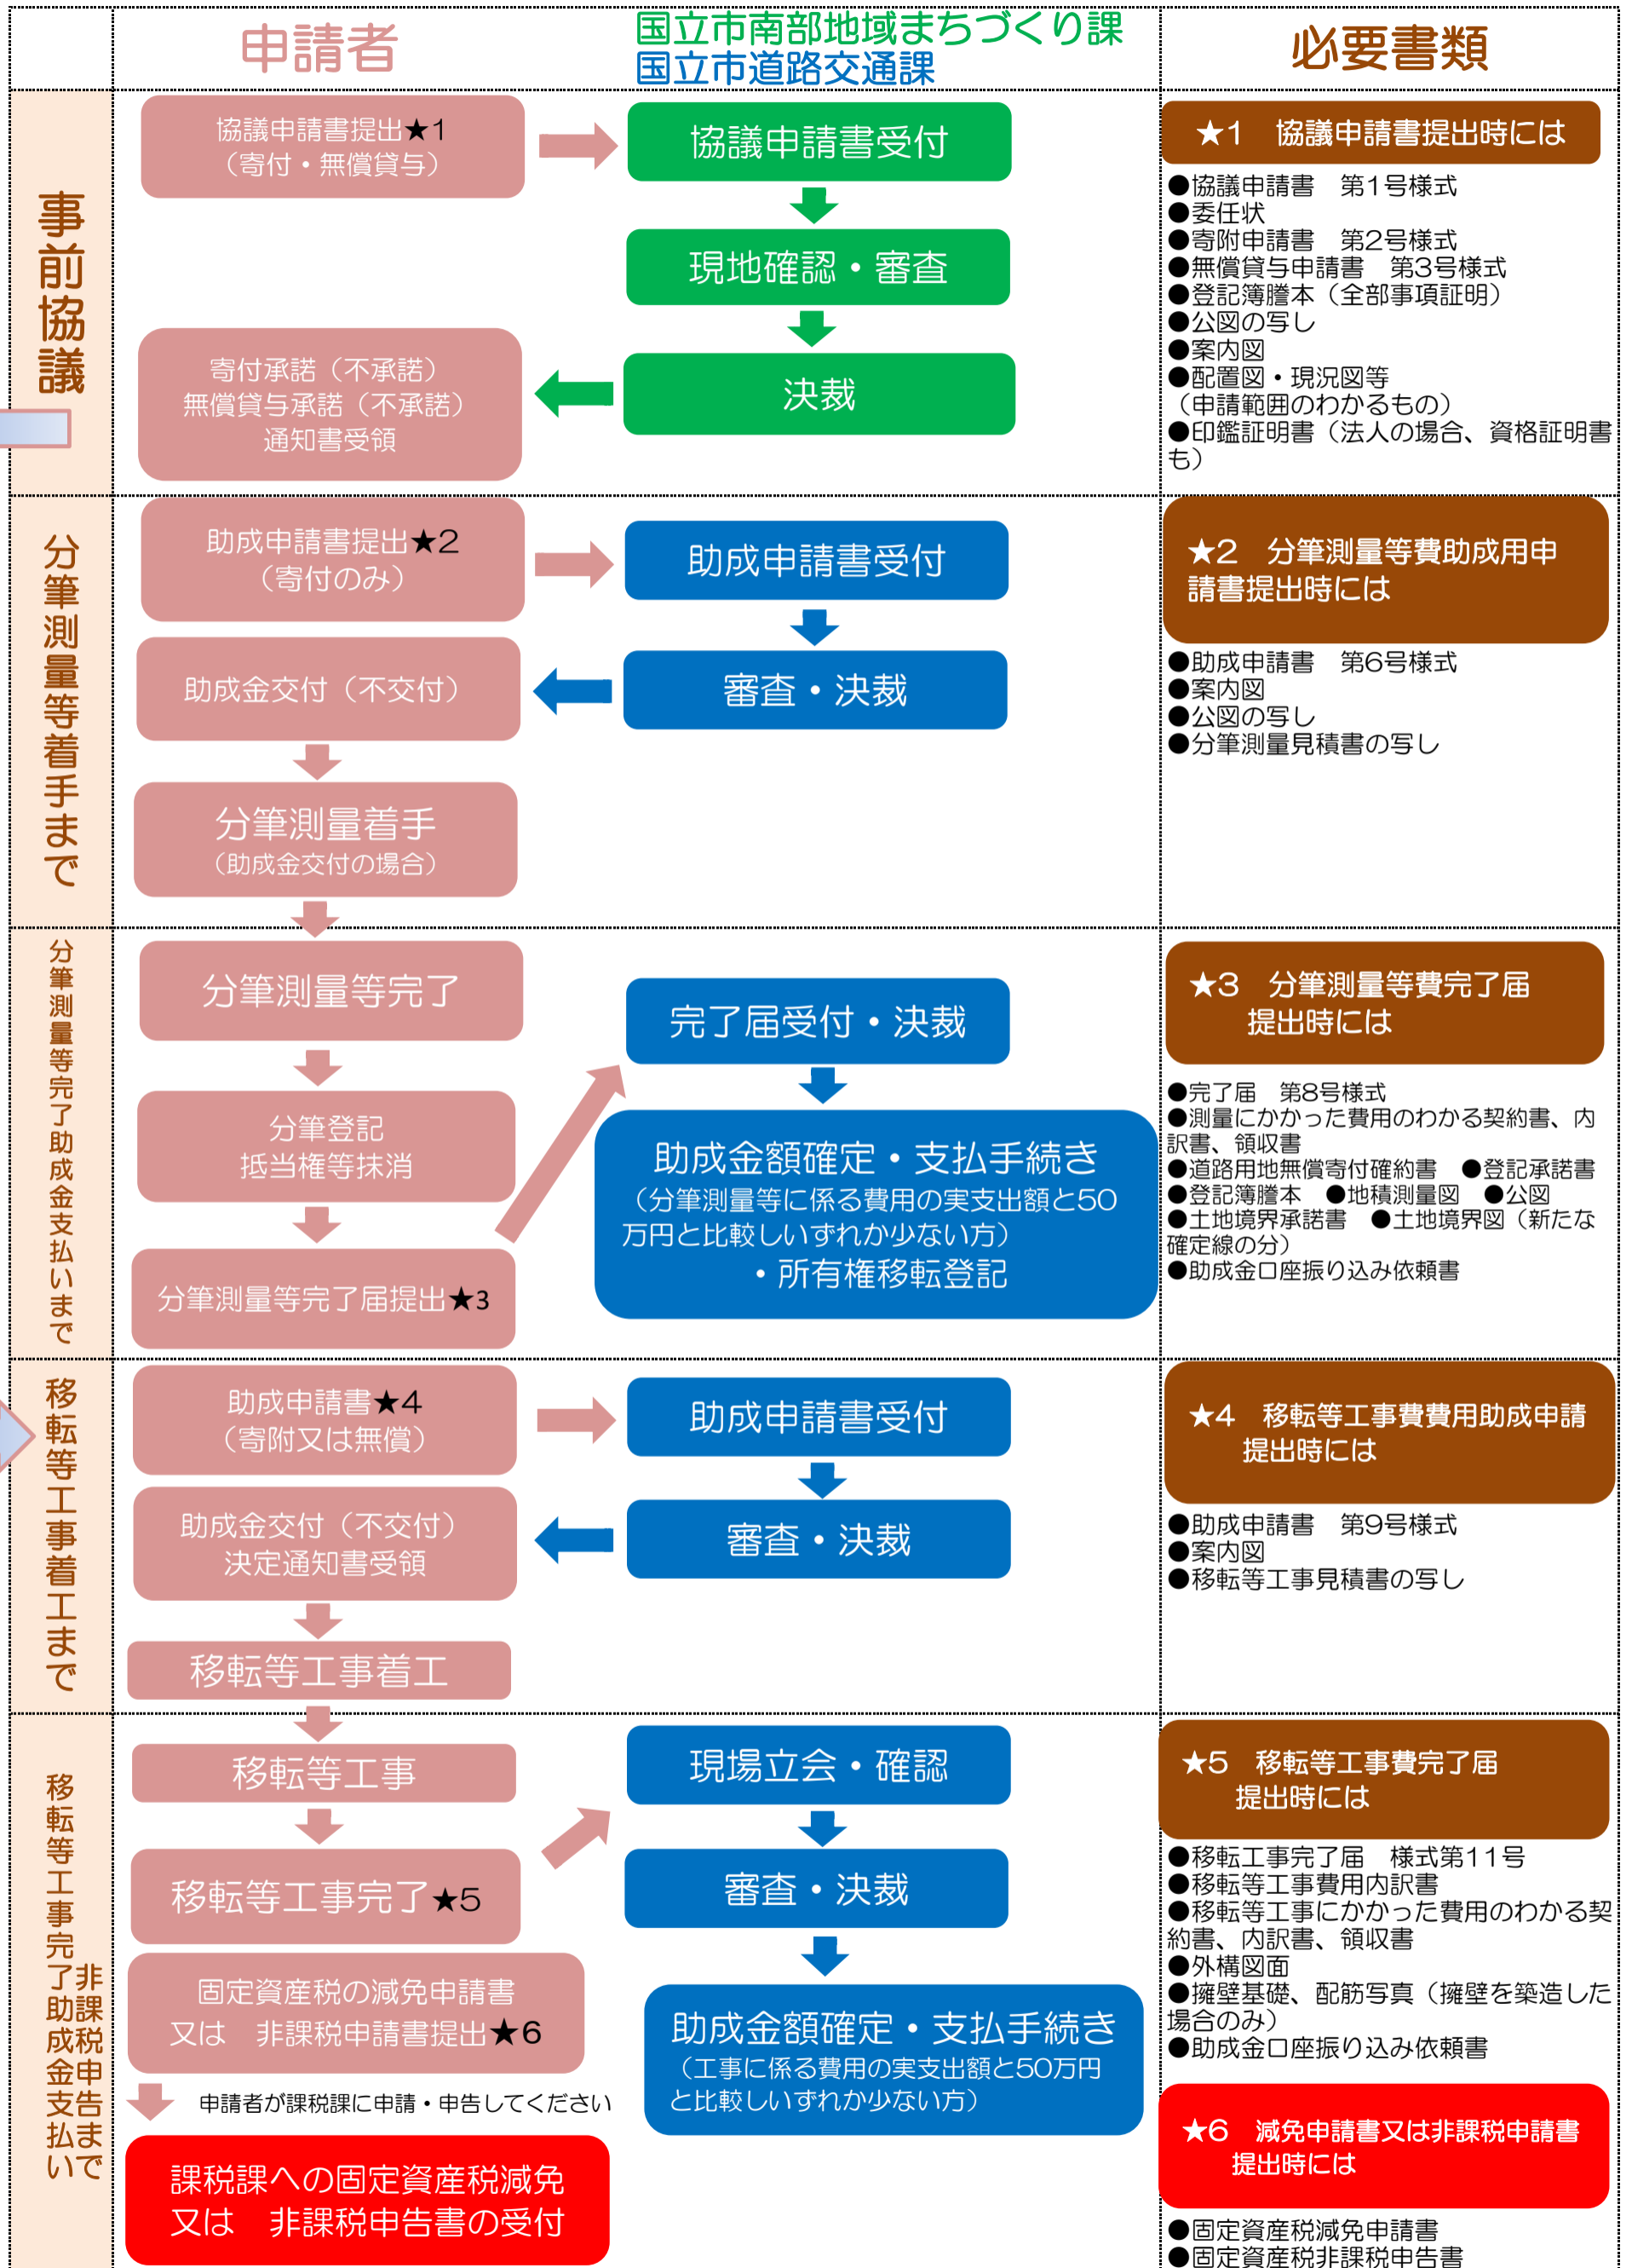 申請者
国立市南部地域まちづくり課
国立市道路交通課
必要書類
事前協議
協議申請書提出★1
（寄付・無償貸与）
協議申請書受付
現地確認・審査
決裁
寄付承諾（不承諾）
無償貸与承諾（不承諾）
通知書受領
★1　協議申請書提出時には
●協議申請書　第1号様式
●委任状
●寄附申請書　第2号様式
●無償貸与申請書　第3号様式
●登記簿謄本（全部事項証明）
●公図の写し
●案内図
●配置図・現況図等
（申請範囲のわかるもの）
●印鑑証明書（法人の場合、資格証明書
も）
分筆測量等着手まで
助成申請書提出★2
（寄付のみ）
助成申請書受付
審査・決裁
助成金交付（不交付）
分筆測量着手
（助成金交付の場合）
★2　分筆測量等費助成用申
請書提出時には
●助成申請書　第6号様式
●案内図
●公図の写し
●分筆測量見積書の写し
分筆測量等完了助成金支払いまで
分筆測量等完了
分筆登記
抵当権等抹消
分筆測量等完了届提出★3
完了届受付・決裁
助成金額確定・支払手続き
（分筆測量等に係る費用の実支出額と50
万円と比較しいずれか少ない方）
・所有権移転登記
★3　分筆測量等費完了届
提出時には
●完了届　第8号様式
●測量にかかった費用のわかる契約書、内
訳書、領収書
●道路用地無償寄付確約書　●登記承諾書
●登記簿謄本　●地積測量図　●公図
●土地境界承諾書　●土地境界図（新たな
確定線の分）
●助成金口座振り込み依頼書
移転等工事着工まで
助成申請書★4
（寄附又は無償）
助成申請書受付
審査・決裁
助成金交付（不交付）
決定通知書受領
移転等工事着工
★4　移転等工事費費用助成申請
提出時には
●助成申請書　第9号様式
●案内図
●移転等工事見積書の写し
移転等工事完了助成金支払い
非課税申告まで
移転等工事
移転等工事完了★5
固定資産税の減免申請書
又は　非課税申請書提出★6
申請者が課税課に申請・申告してください
課税課への固定資産税減免
又は　非課税申告書の受付
現場立会・確認
審査・決裁
助成金額確定・支払手続き
（工事に係る費用の実支出額と50万円
と比較しいずれか少ない方）
★5　移転等工事費完了届
提出時には
●移転工事完了届　様式第11号
●移転等工事費用内訳書
●移転等工事にかかった費用のわかる契
約書、内訳書、領収書
●外構図面
●擁壁基礎、配筋写真（擁壁を築造した
場合のみ）
●助成金口座振り込み依頼書
★6　減免申請書又は非課税申請書
提出時には
●固定資産税減免申請書
●固定資産税非課税申告書